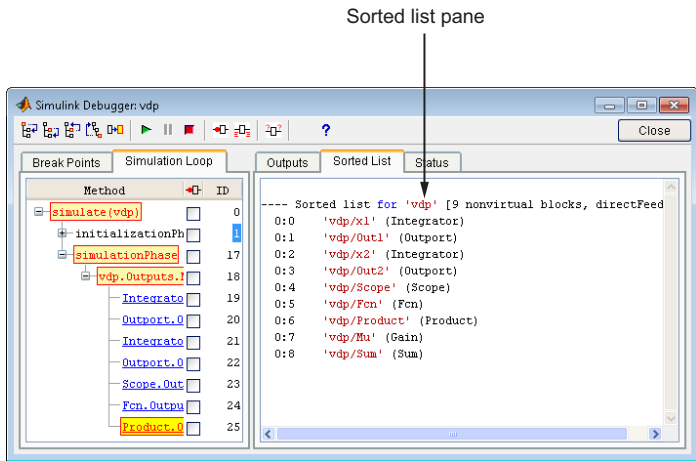 Sorted list pane
Simulink Debugger: vdp
? Close
Break Points Simulation Loop Outputs Sorted List Status
Method ID
simulate(vdp) 0
initializationPh 1
simulationPhase 17
vdp.Outputs. 18
Integrato 19
Outport.O 20
Integrato 21
Outport.O 22
Scope.Out 23
Fcn.Outpu 24
Product.O 25
---- Sorted list for 'vdp' [9 nonvirtual blocks, directFeed
0:0 'vdp/x1' (Integrator)
0:1 'vdp/Out1' (Outport)
0:2 'vdp/x2' (Integrator)
0:3 'vdp/Out2' (Outport)
0:4 'vdp/Scope' (Scope)
0:5 'vdp/Fcn' (Fcn)
0:6 'vdp/Product' (Product)
0:7 'vdp/Mu' (Gain)
0:8 'vdp/Sum' (Sum)